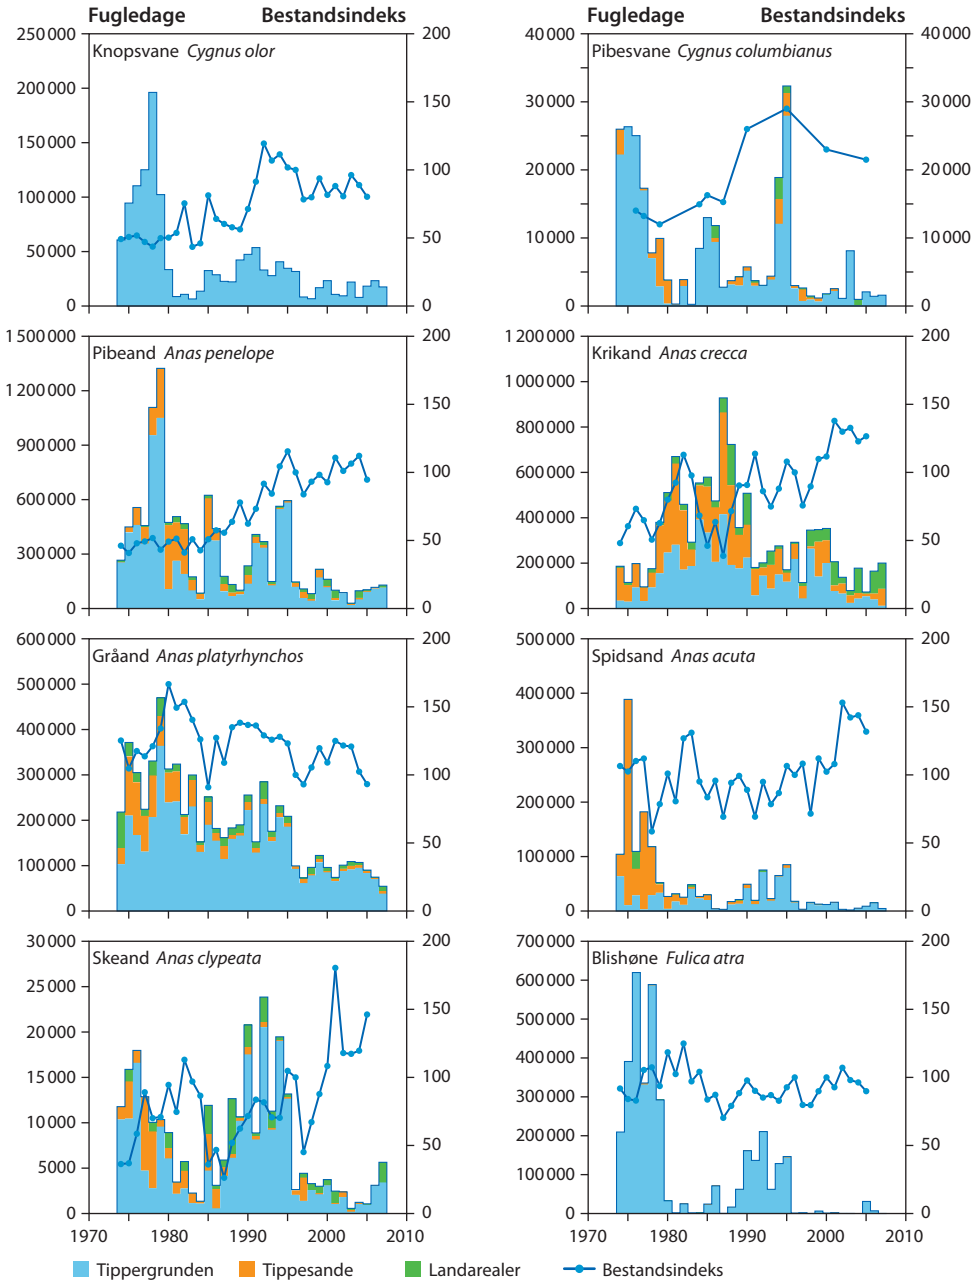 Fugledage Bestandsindeks Fugledage Bestandsindeks
250 000 200 40 000 40 000
Knopsvane Cygnus olor Pibesvane Cygnus columbianus
200 000 150 30 000 30 000
150 000
100 20 000 20 000
100 000
50 10 000 10 000
50 000
0 0 0 0
1 500 000 200 1 200 000 200
Pibeand Anas penelope Krikand Anas crecca
1 200 000 150 1 000 000 150
900 000 800 000
100 600 000 100
600 000
400 000
300 000 50 200 000 50
0 0 0 0
600 000 200 500 000 200
Gråand Anas platyrhynchos Spidsand Anas acuta
500 000 150 400 000 150
400 000
300 000 100 300 000 100
200 000 200 000
100 000 50 100 000 50
0 0 0 0
30 000 200 700 000 200
Skeand Anas clypeata Blishøne Fulica atra
25 000 150 600 000 150
20 000 500 000
15 000 100 400 000 100
300 000
10 000 50 200 000 50
5000 100 000
0 0 0 0
1970 1980 1990 2000 2010 1970 1980 1990 2000 2010
Tippergrunden Tippesande Landarealer Bestandsindeks